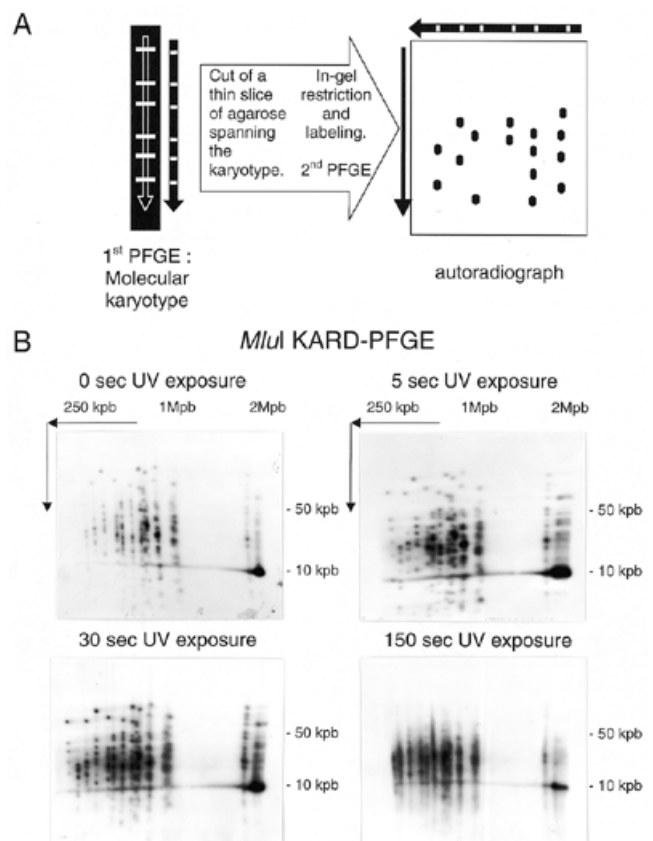 A
Cut of a
thin slice
of agarose
spanning
the
karyotype.
In-gel
restriction
and
labeling.
2nd PFGE
1st PFGE :
Molecular
karyotype
autoradiograph
B
MluI KARD-PFGE
0 sec UV exposure
250 kpb 1Mpb 2Mpb
- 50 kpb
- 10 kpb
5 sec UV exposure
250 kpb 1Mpb 2Mpb
- 50 kpb
- 10 kpb
30 sec UV exposure
- 50 kpb
- 10 kpb
150 sec UV exposure
- 50 kpb
- 10 kpb